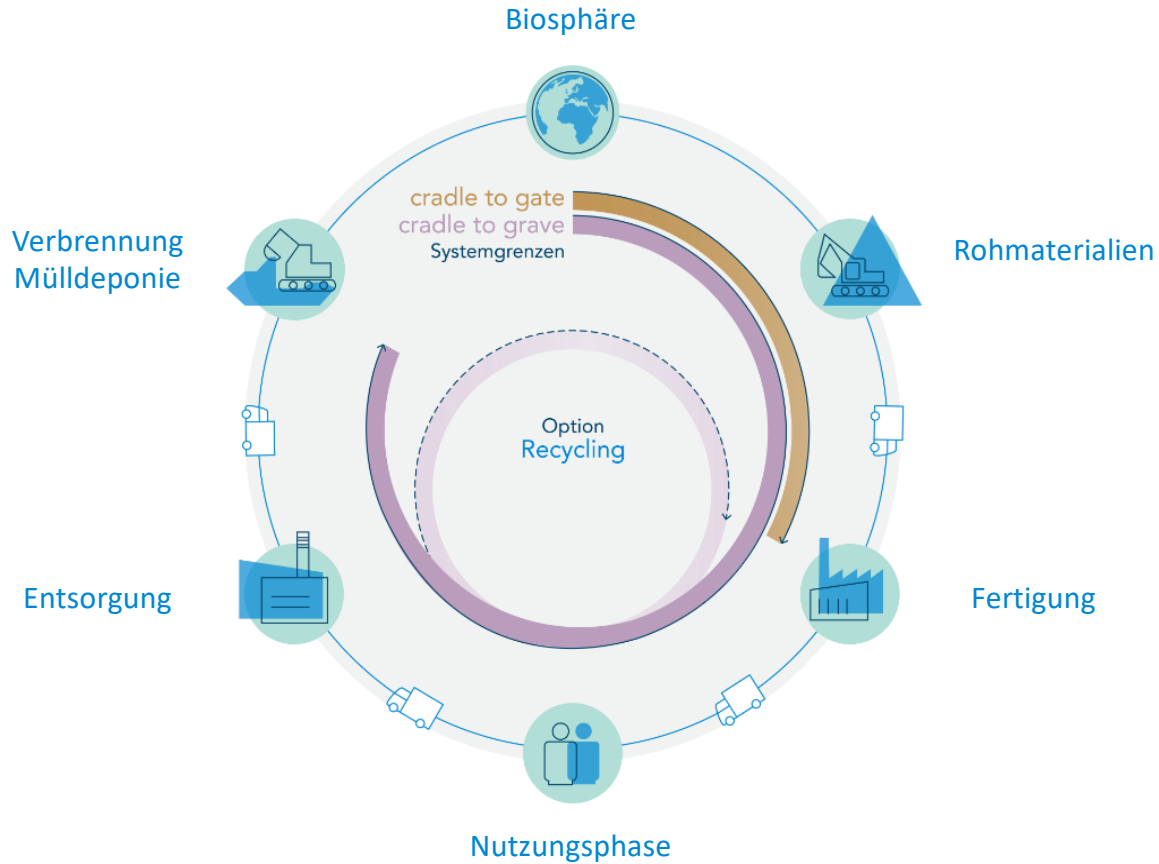 Biosphäre
cradle to gate
cradle to grave
Systemgrenzen
Verbrennung
Mülldeponie
Rohmaterialien
Option
Recycling
Entsorgung
Fertigung
Nutzungsphase